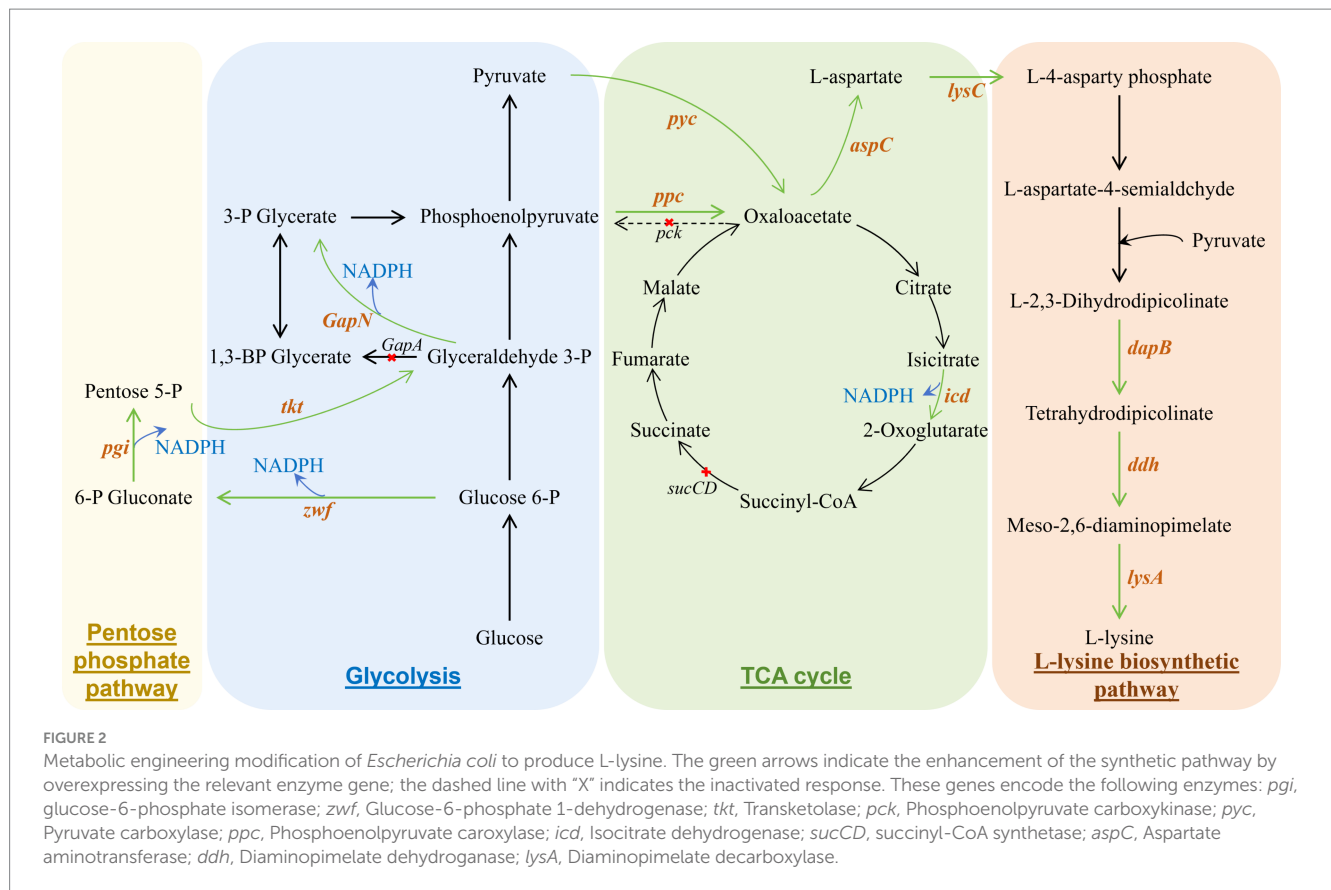 Pyruvate
L-aspartate
lysC
L-4-asparty phosphate
pyc
aspC
L-aspartate-4-semialdchyde
3-P Glycerate
Phosphoenolpyruvate
ppc
Oxaloacetate
pck
Pyruvate
NADPH
Malate
Citrate
L-2,3-Dihydrodipicolinate
GapN
GapA
1,3-BP Glycerate
Glyceraldehyde 3-P
Fumarate
Isicitrate
dapB
Pentose 5-P
NADPH
icd
tkt
Tetrahydrodipicolinate
Succinate
2-Oxoglutarate
pgi
NADPH
ddh
NADPH
sucCD
6-P Gluconate
Glucose 6-P
Succinyl-CoA
zwf
Meso-2,6-diaminopimelate
lysA
Glucose
L-lysine
Pentose
phosphate
pathway
Glycolysis
TCA cycle
L-lysine biosynthetic
pathway
FIGURE 2
Metabolic engineering modification of Escherichia coli to produce L-lysine. The green arrows indicate the enhancement of the synthetic pathway by
overexpressing the relevant enzyme gene; the dashed line with "X" indicates the inactivated response. These genes encode the following enzymes: pgi,
glucose-6-phosphate isomerase; zwf, Glucose-6-phosphate 1-dehydrogenase; tkt, Transketolase; pck, Phosphoenolpyruvate carboxykinase; pyc,
Pyruvate carboxylase; ppc, Phosphoenolpyruvate caroxylase; icd, Isocitrate dehydrogenase; sucCD, succinyl-CoA synthetase; aspC, Aspartate
aminotransferase; ddh, Diaminopimelate dehydroganase; lysA, Diaminopimelate decarboxylase.